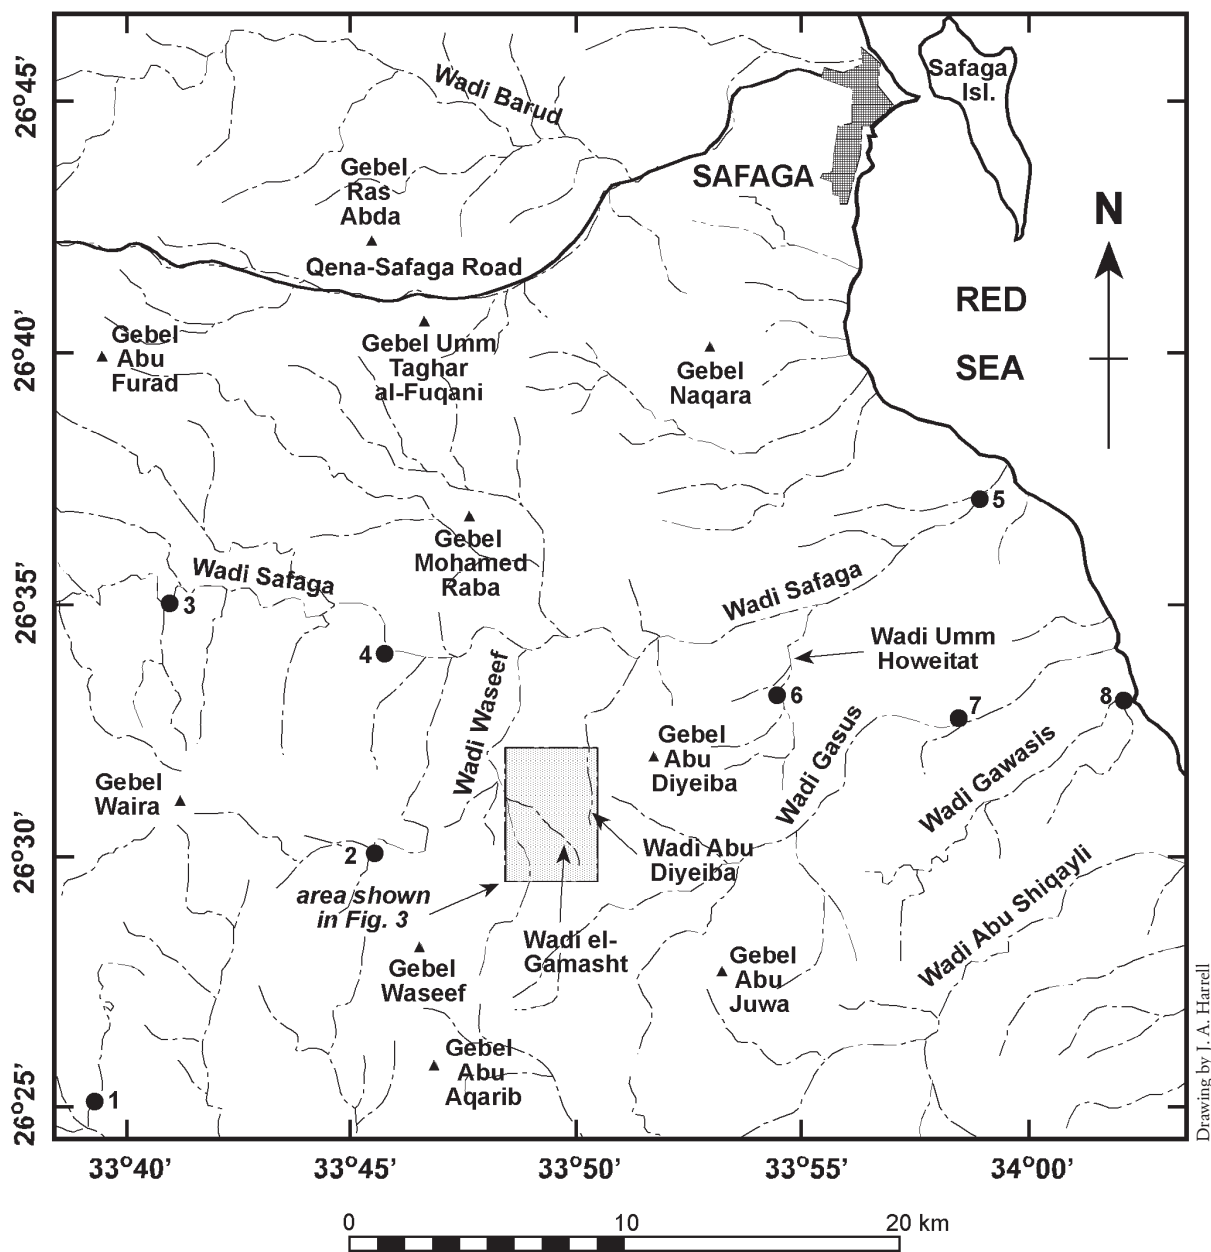 Safaga
Isl.
Wadi Barud
26°45'
SAFAGA
Gebel
Ras
Abda
N
Qena-Safaga Road
RED
SEA
26°40'
Gebel
Abu
Furad
Gebel Umm
Taghar
al-Fuqani
Gebel
Naqara
5
Gebel
Mohamed
Raba
Wadi Safaga
Wadi Safaga
26°35'
3
4
Wadi Umm
Howeitat
6
7
8
Wadi Waseef
Gebel
Abu
Diyeiba
Wadi Gasus
Wadi Gawasis
Gebel
Waira
26°30'
2
Wadi Abu
Diyeiba
area shown
in Fig. 3
Wadi Abu Shiqayli
Wadi el-
Gamasht
Gebel
Waseef
Gebel
Abu
Juwa
Gebel
Abu
Aqarib
26°25'
1
Drawing by J. A. Harrell
33°40'
33°45'
33°50'
33°55'
34°00'
0
10
20 km